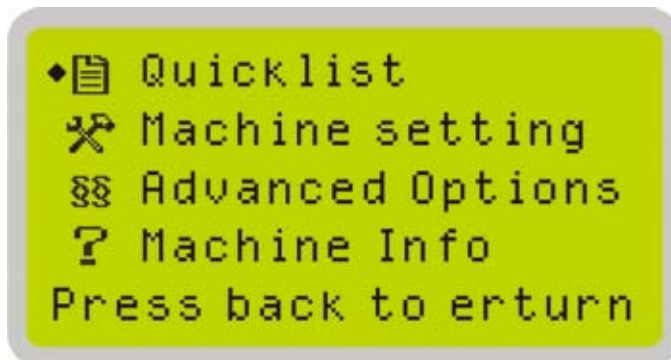 Quicklist
Machine setting
§§ Advanced Options
? Machine Info
Press back to erturn